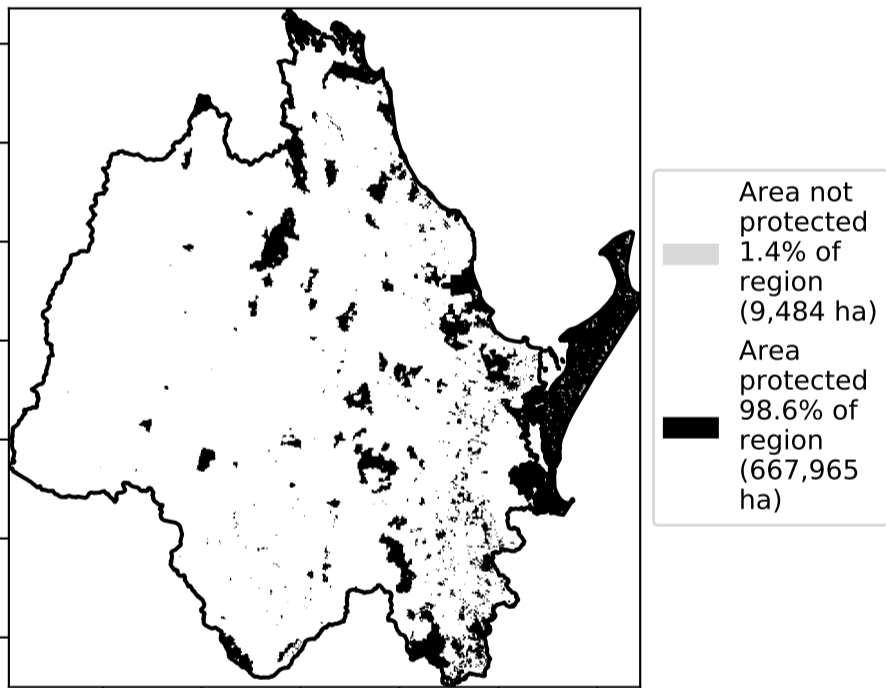 Area not
protected
1.4% of
region
(9,484 ha)
Area
protected
98.6% of
region
(667,965
ha)